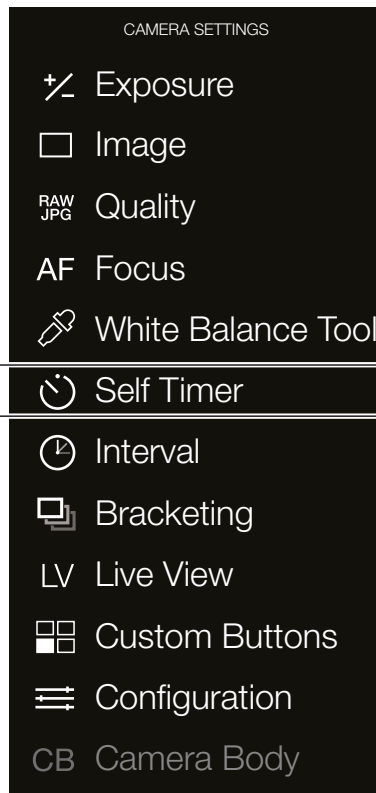 CAMERA SETTINGS
+/- Exposure
Image
RAW
JPG Quality
AF Focus
White Balance Tool
Self Timer
Interval
Bracketing
LV Live View
Custom Buttons
Configuration
CB Camera Body